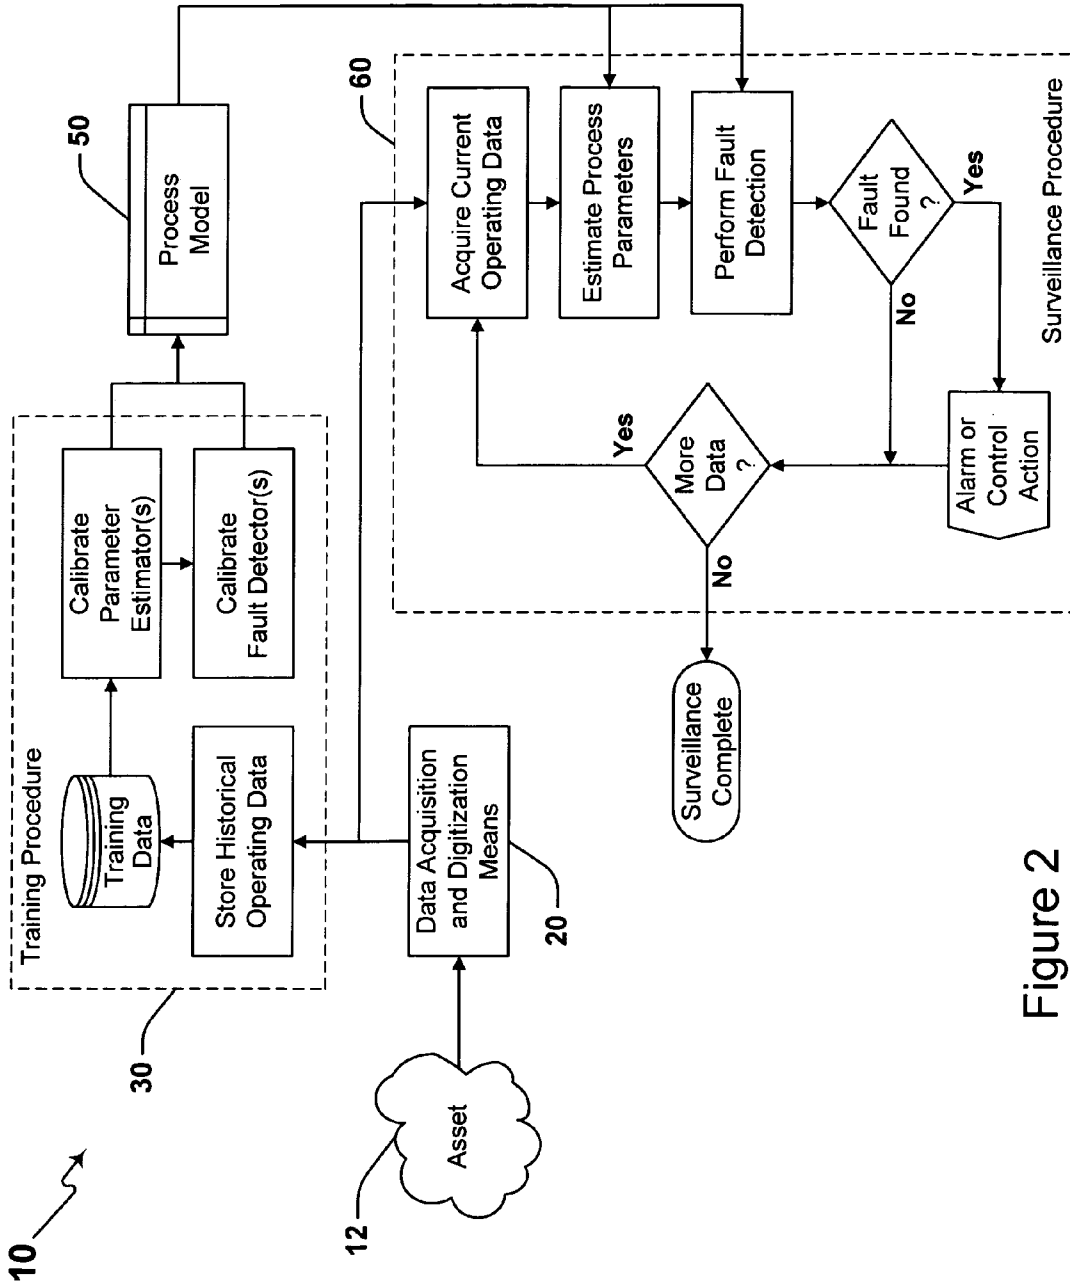 10
Training Procedure
30
Training
Data
Store Historical
Operating Data
Calibrate
Parameter
Estimator(s)
Calibrate
Fault Detector(s)
50
Process
Model
12
Asset
20
Data Acquisition
and Digitization
Means
60
Acquire Current
Operating Data
Estimate Process
Parameters
Perform Fault
Detection
Fault
Found
?
Yes
No
Alarm or
Control
Action
More
Data
?
Yes
No
Surveillance
Complete
Surveillance Procedure
Figure 2